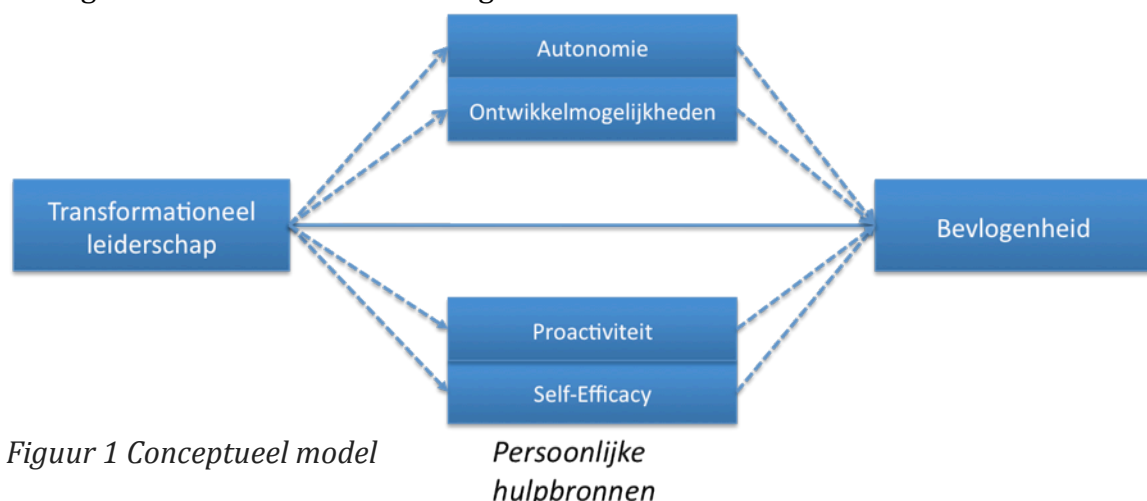 Autonomie
Ontwikkelmogelijkheden
Transformationeel
leiderschap
Bevlogenheid
Proactiviteit
Self-Efficacy
Figuur 1 Conceptueel model
Persoonlijke
hulpbronnen